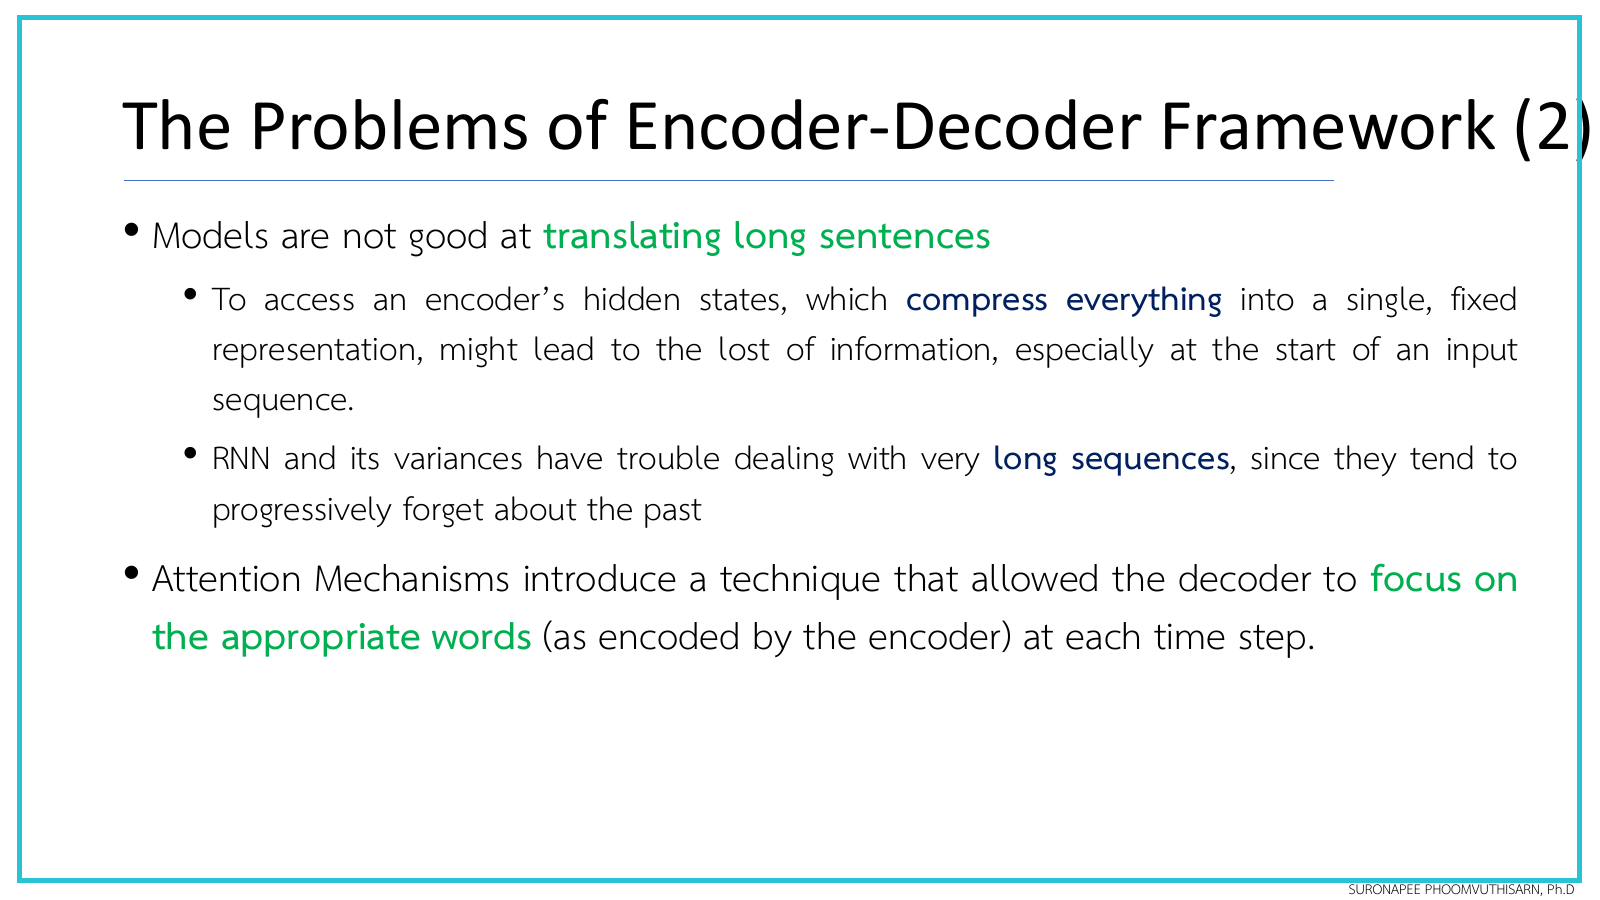 The Problems of Encoder-Decoder Framework (2)
• Models are not good at translating long sentences
• To access an encoder’s hidden states, which compress everything into a single, fixed
representation, might lead to the lost of information, especially at the start of an input
sequence.
• RNN and its variances have trouble dealing with very long sequences, since they tend to
progressively forget about the past
• Attention Mechanisms introduce a technique that allowed the decoder to focus on
the appropriate words (as encoded by the encoder) at each time step.
SURONAPEE PHOOMVUTHISARN, Ph.D